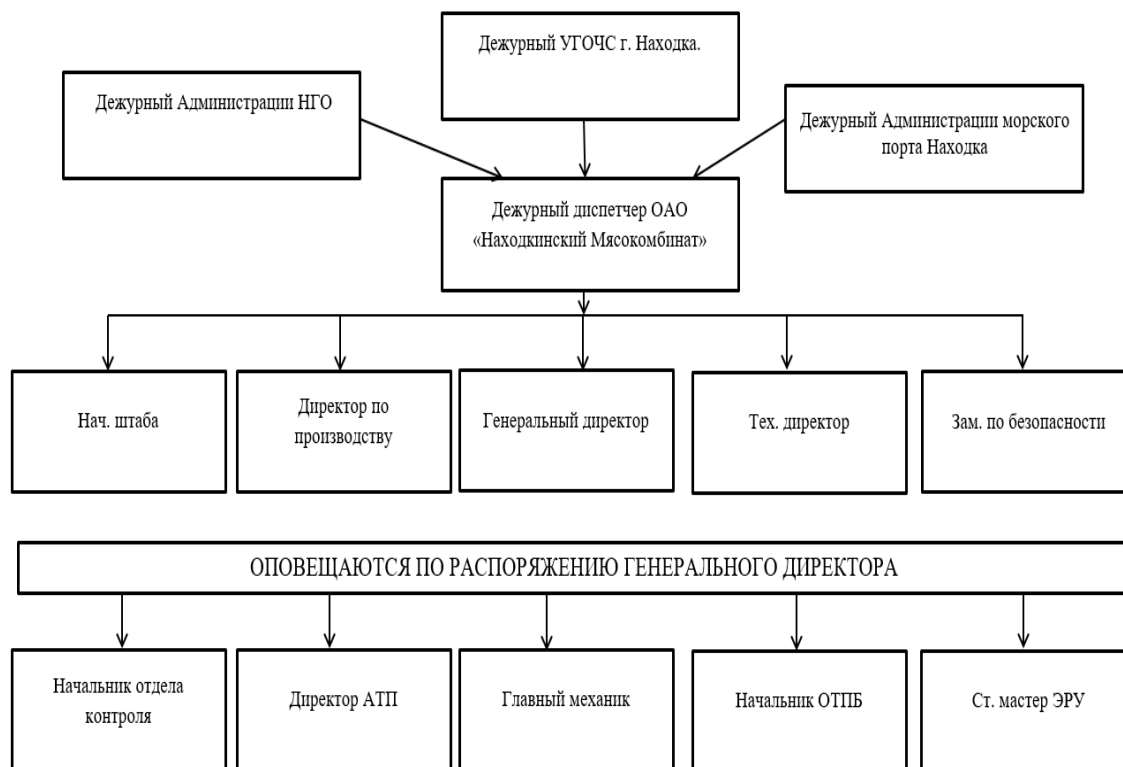 Дежурный УГОЧС г. Находка.
Дежурный Администрации НГО
Дежурный Администрации морского
порта Находка
Дежурный диспетчер ОАО
«Находкинский Мясокомбинат»
Нач. штаба
Директор по
производству
Генеральный директор
Тех. директор
Зам. по безопасности
ОПОВЕЩАЮТСЯ ПО РАСПОРЯЖЕНИЮ ГЕНЕРАЛЬНОГО ДИРЕКТОРА
Начальник отдела
контроля
Директор АТП
Главный механик
Начальник ОТПБ
Ст. мастер ЭРУ